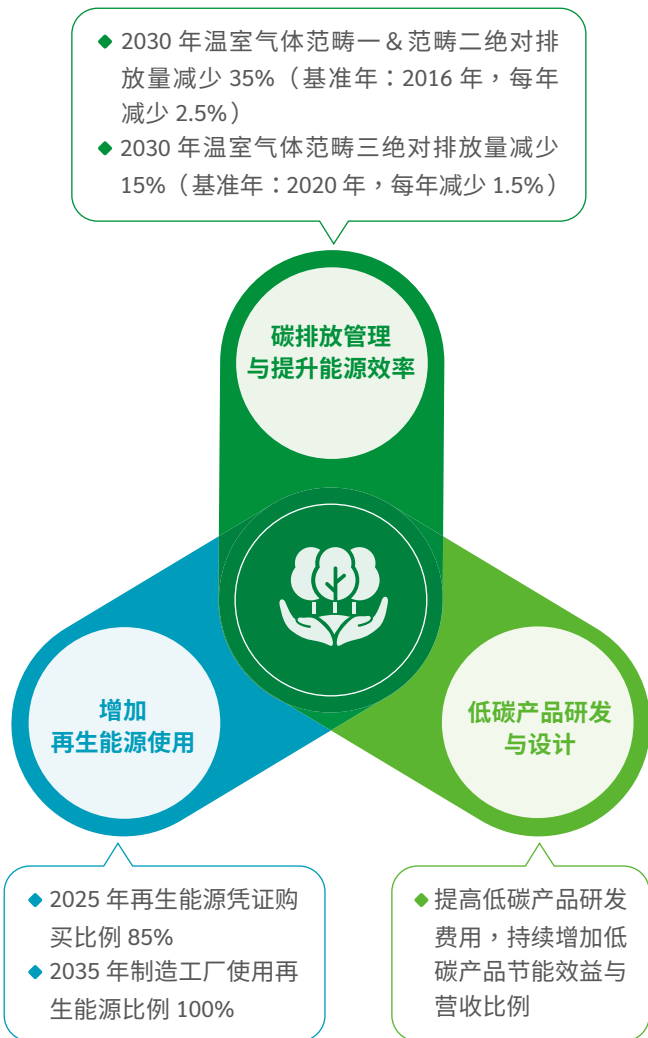 2030 年温室气体范畴一 & 范畴二绝对排
放量减少 35%（基准年：2016 年，每年
减少 2.5%）
2030 年温室气体范畴三绝对排放量减少
15%（基准年：2020 年，每年减少 1.5%）
碳排放管理
与提升能源效率
增加
再生能源使用
低碳产品研发
与设计
2025 年再生能源凭证购
买比例 85%
2035 年制造工厂使用再
生能源比例 100%
提高低碳产品研发
费用，持续增加低
碳产品节能效益与
营收比例